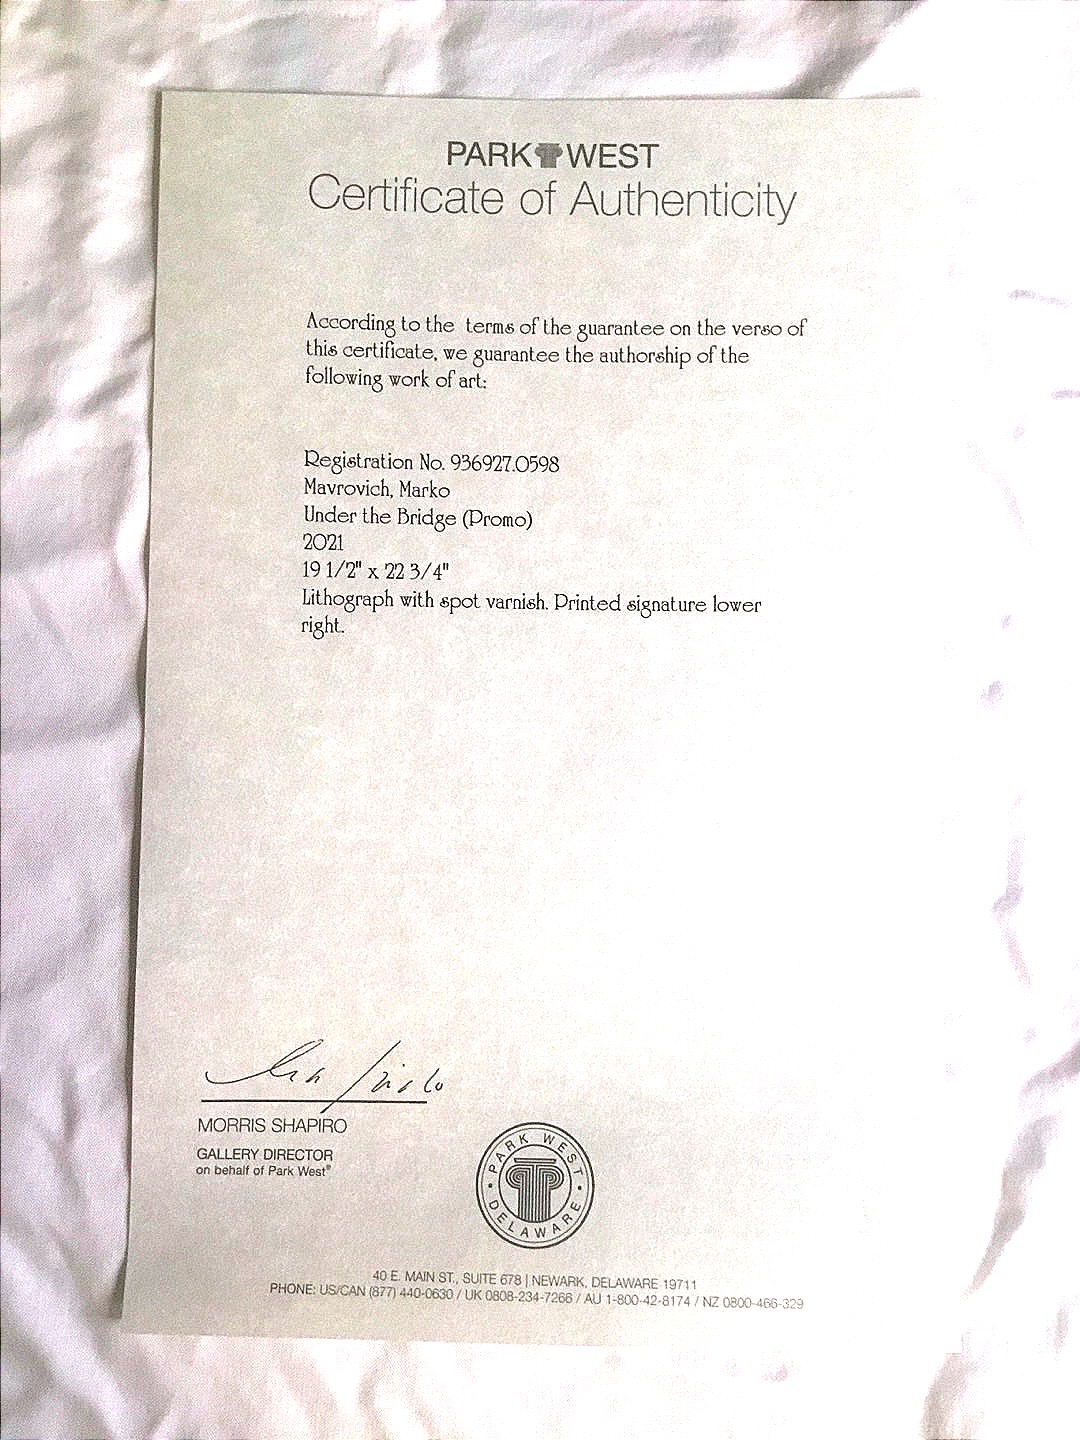 PARK WEST
Certificate of Authenticity
According to the terms of the guarantee on the verso of
this certificate, we guarantee the authorship of the
following work of art:
Registration No. 936927.0598
Mavrovich, Marko
Under the Bridge (Promo)
2021
19 1/2" x 22 3/4"
Lithograph with spot varnish. Printed signature lower
right.
MORRIS SHAPIRO
GALLERY DIRECTOR
on behalf of Park West®
PARK WEST
DELAWARE
40 E. MAIN ST., SUITE 678 | NEWARK, DELAWARE 19711
PHONE: US/CAN (877) 440-0630 / UK 0808-234-7266 / AU 1-800-42-8174 / NZ 0800-466-329